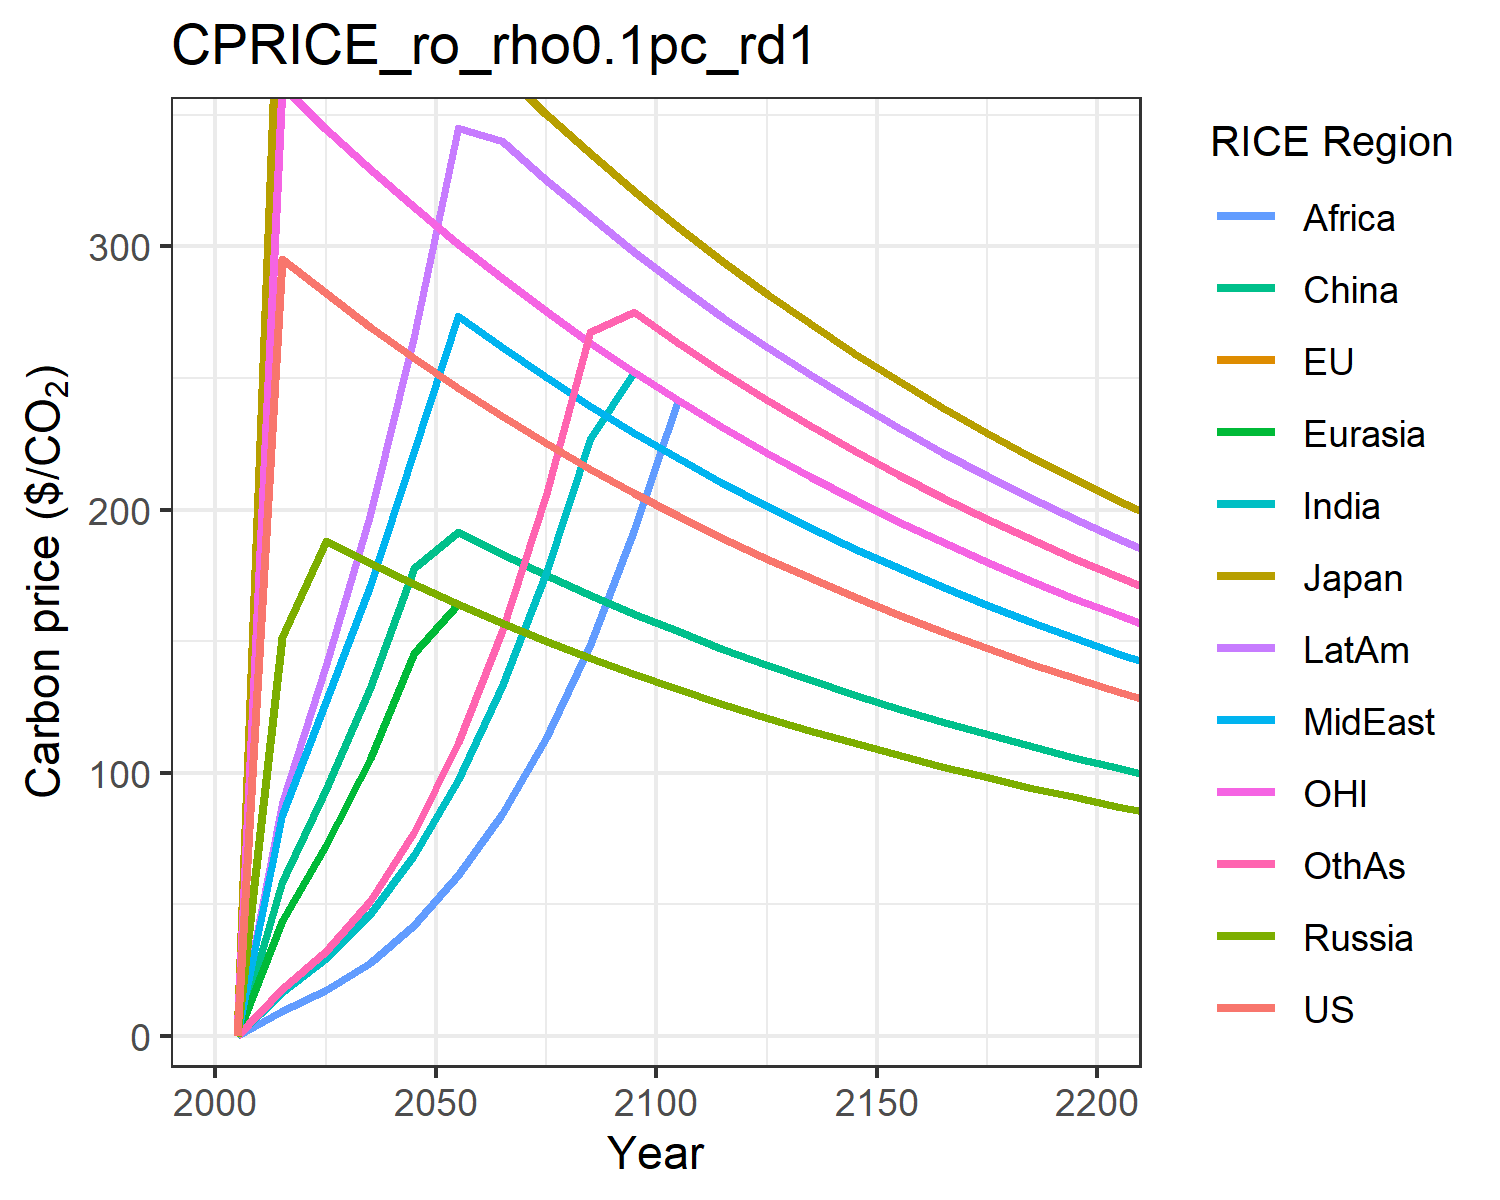 CPRICE_ro_rho0.1pc_rd1
Carbon price ($/CO₂)
300
200
100
0
2000 2050 2100 2150 2200
Year
RICE Region
Africa
China
EU
Eurasia
India
Japan
LatAm
MidEast
OHI
OthAs
Russia
US